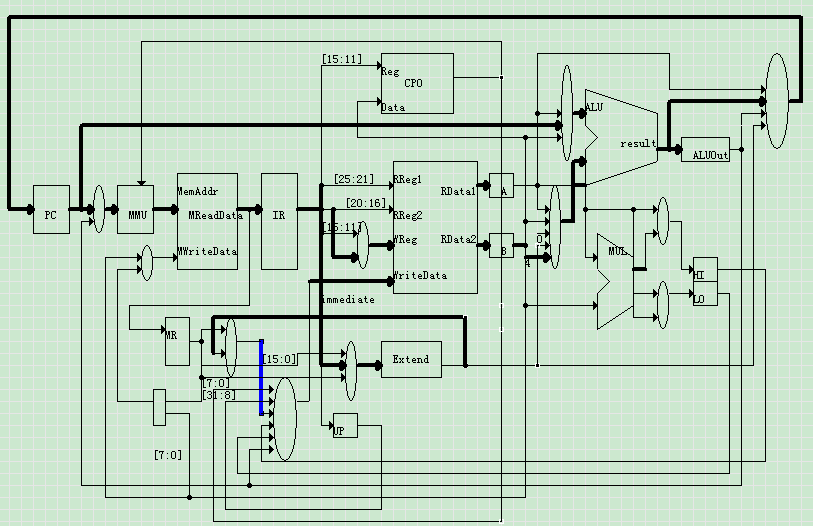 [15:11]
Reg
CPO
Data
ALU
result
ALUOut
[25:21]
[20:16]
[15:11]
RReg1
RReg2
WReg
WriteData
RData1
RData2
A
B
0
4
PC
MMU
MemAddr
MReadData
MWriteData
IR
MUL
HI
LO
immediate
MR
[15:0]
Extend
[7:0]
[31:8]
UP
[7:0]